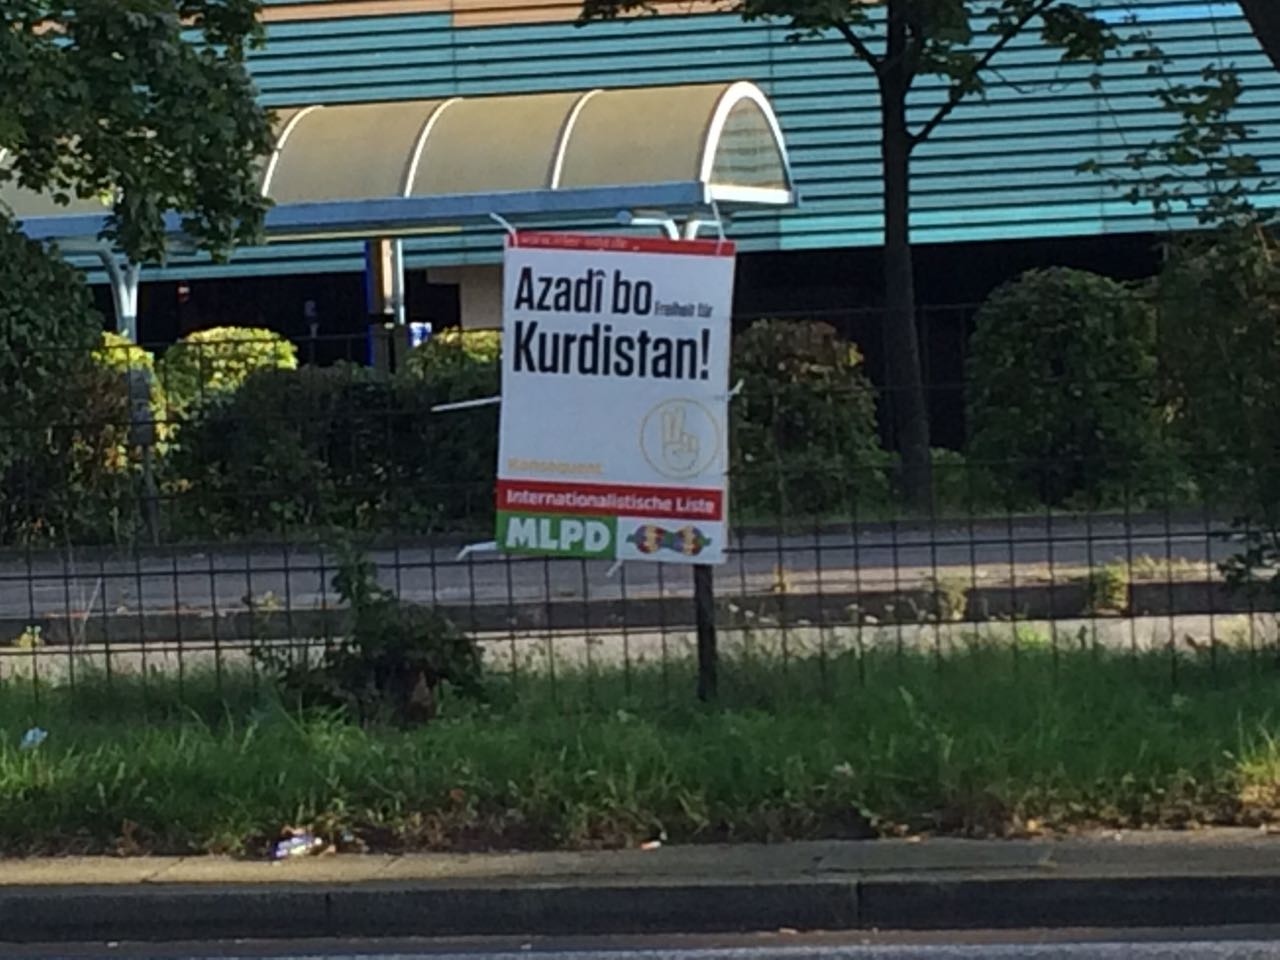 Azadî bo Freiheit für
Kurdistan!
Konsequent.
Internationalistische Liste
MLPD